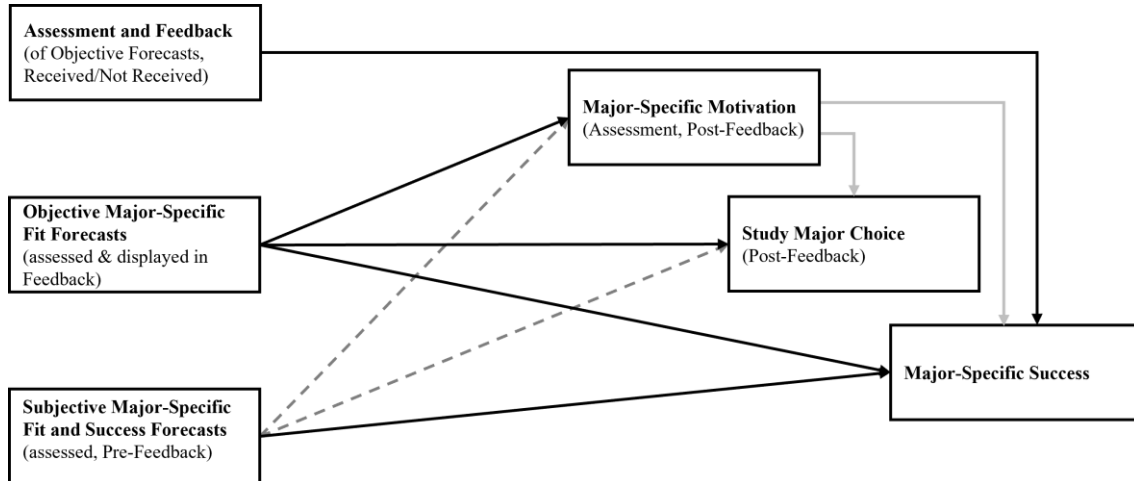 Assessment and Feedback
(of Objective Forecasts,
Received/Not Received)
Major-Specific Motivation
(Assessment, Post-Feedback)
Objective Major-Specific
Fit Forecasts
(assessed & displayed in
Feedback)
Study Major Choice
(Post-Feedback)
Major-Specific Success
Subjective Major-Specific
Fit and Success Forecasts
(assessed, Pre-Feedback)